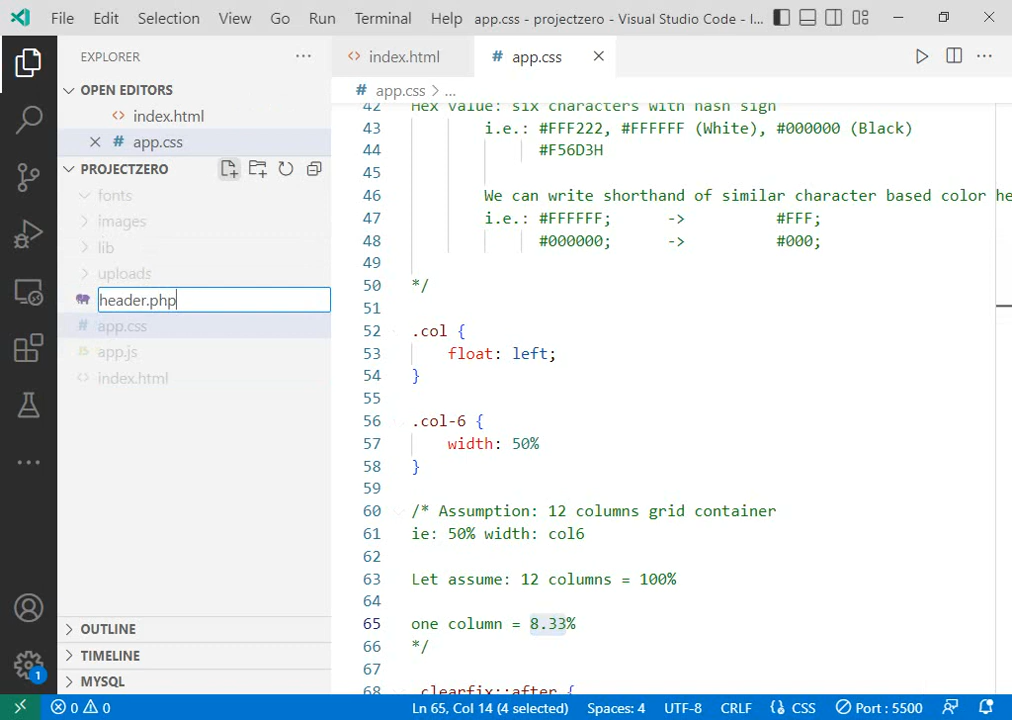 File Edit Selection View Go Run Terminal Help app.css - projectzero - Visual Studio Code - I...
EXPLORER
OPEN EDITORS
index.html
app.css
PROJECTZERO
fonts
images
lib
uploads
header.php
app.css
app.js
index.html
OUTLINE
TIMELINE
MYSQL
index.html app.css
app.css > ...
42 Hex value: six characters with hash sign
43 i.e.: #FFF222, #FFFFFF (White), #000000 (Black)
44 #F56D3H
45
46 We can write shorthand of similar character based color he
47 i.e.: #FFFFFF; -> #FFF;
48 #000000; -> #000;
49
50 */
51
52 .col {
53 float: left;
54 }
55
56 .col-6 {
57 width: 50%
58 }
59
60 /* Assumption: 12 columns grid container
61 ie: 50% width: col6
62
63 Let assume: 12 columns = 100%
64
65 one column = 8.33%
66 */
67
68 .clearfix::after {
1
0 0 Ln 65, Col 14 (4 selected) Spaces: 4 UTF-8 CRLF {} CSS Port : 5500